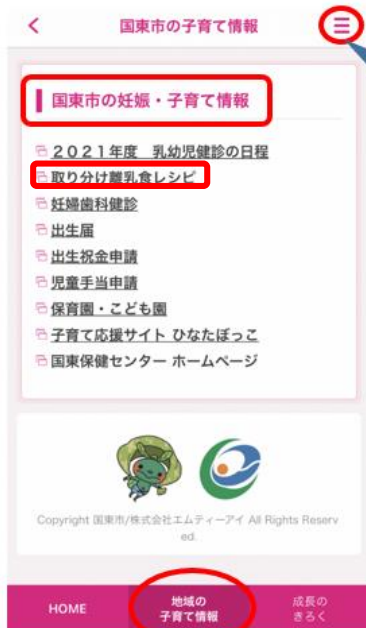 国東市の子育て情報
国東市の妊娠・子育て情報
2021年度 乳幼児健診の日程
取り分け離乳食レシピ
妊婦歯科健診
出生届
出生祝金申請
児童手当申請
保育園・こども園
子育て応援サイト ひなたぼっこ
国東保健センター ホームページ
Copyright 国東市/株式会社エムティーアイ All Rights Reserv
ed.
HOME
地域の
子育て情報
成長の
きろく